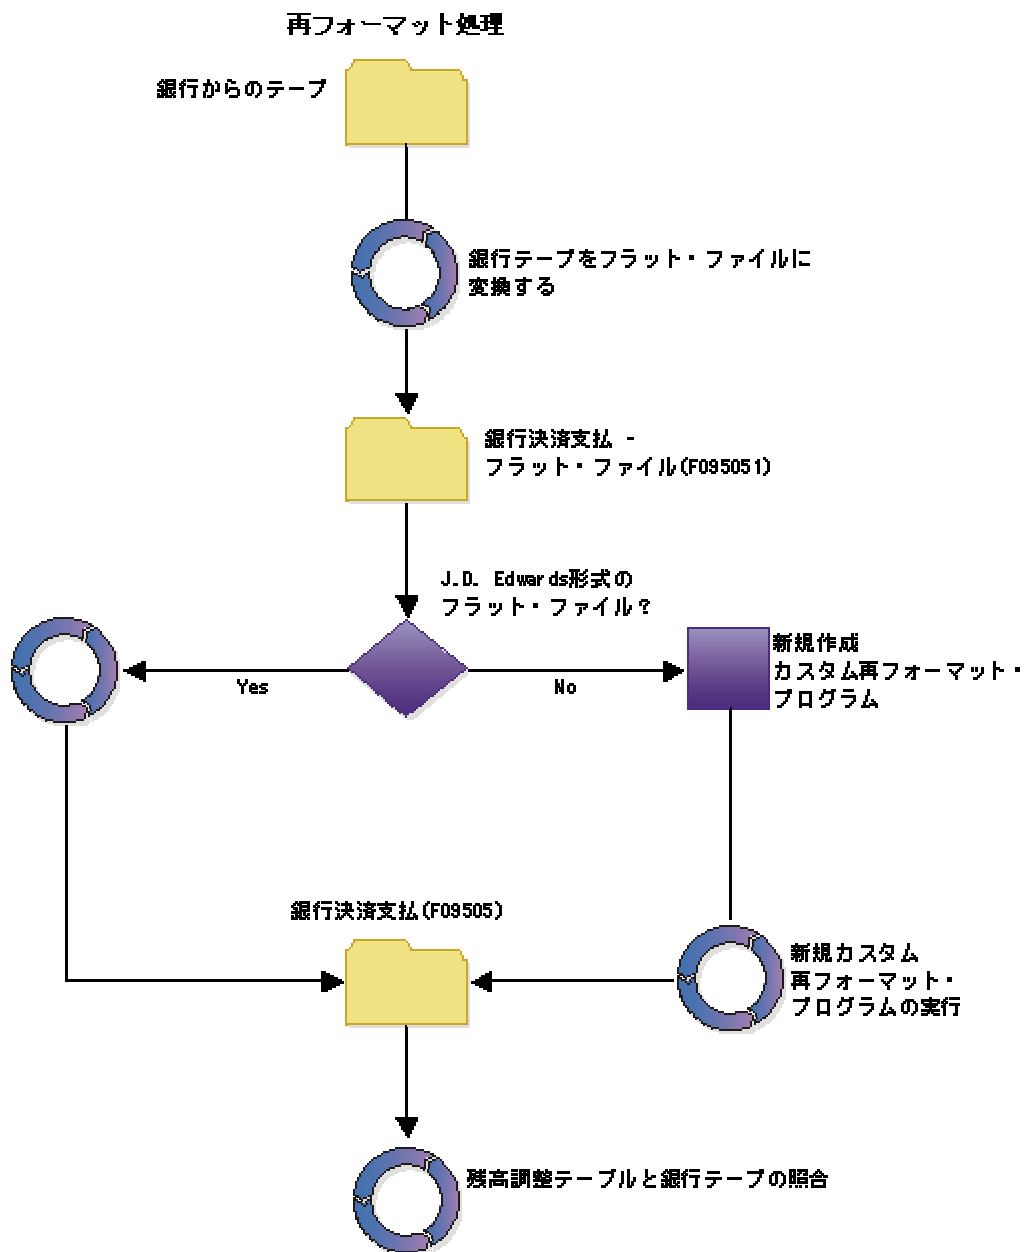 再フォーマット処理
銀行からのテープ
銀行テープをフラット・ファイルに
変換する
銀行決済支払 -
フラット・ファイル(F095051)
J.D. Edwards形式の
フラット・ファイル？
Yes
No
新規作成
カスタム再フォーマット・
プログラム
銀行決済支払(F09505)
新規カスタム
再フォーマット・
プログラムの実行
残高調整テーブルと銀行テープの照合